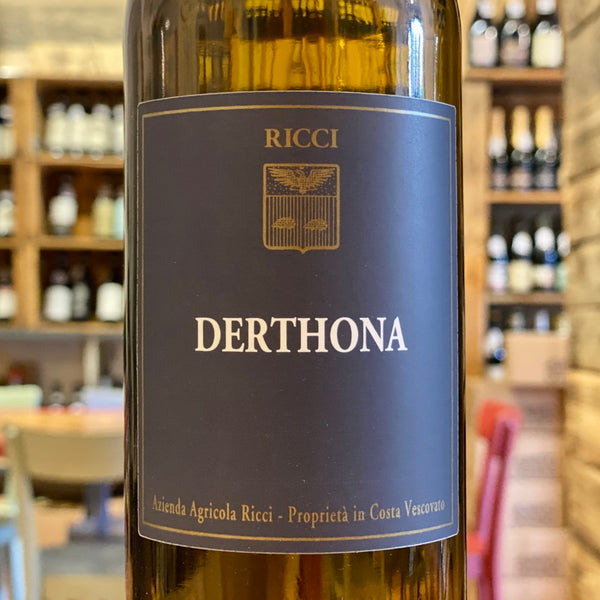 RICCI
DERTHONA
Azienda Agricola Ricci - Proprietà in Costa Vescovato